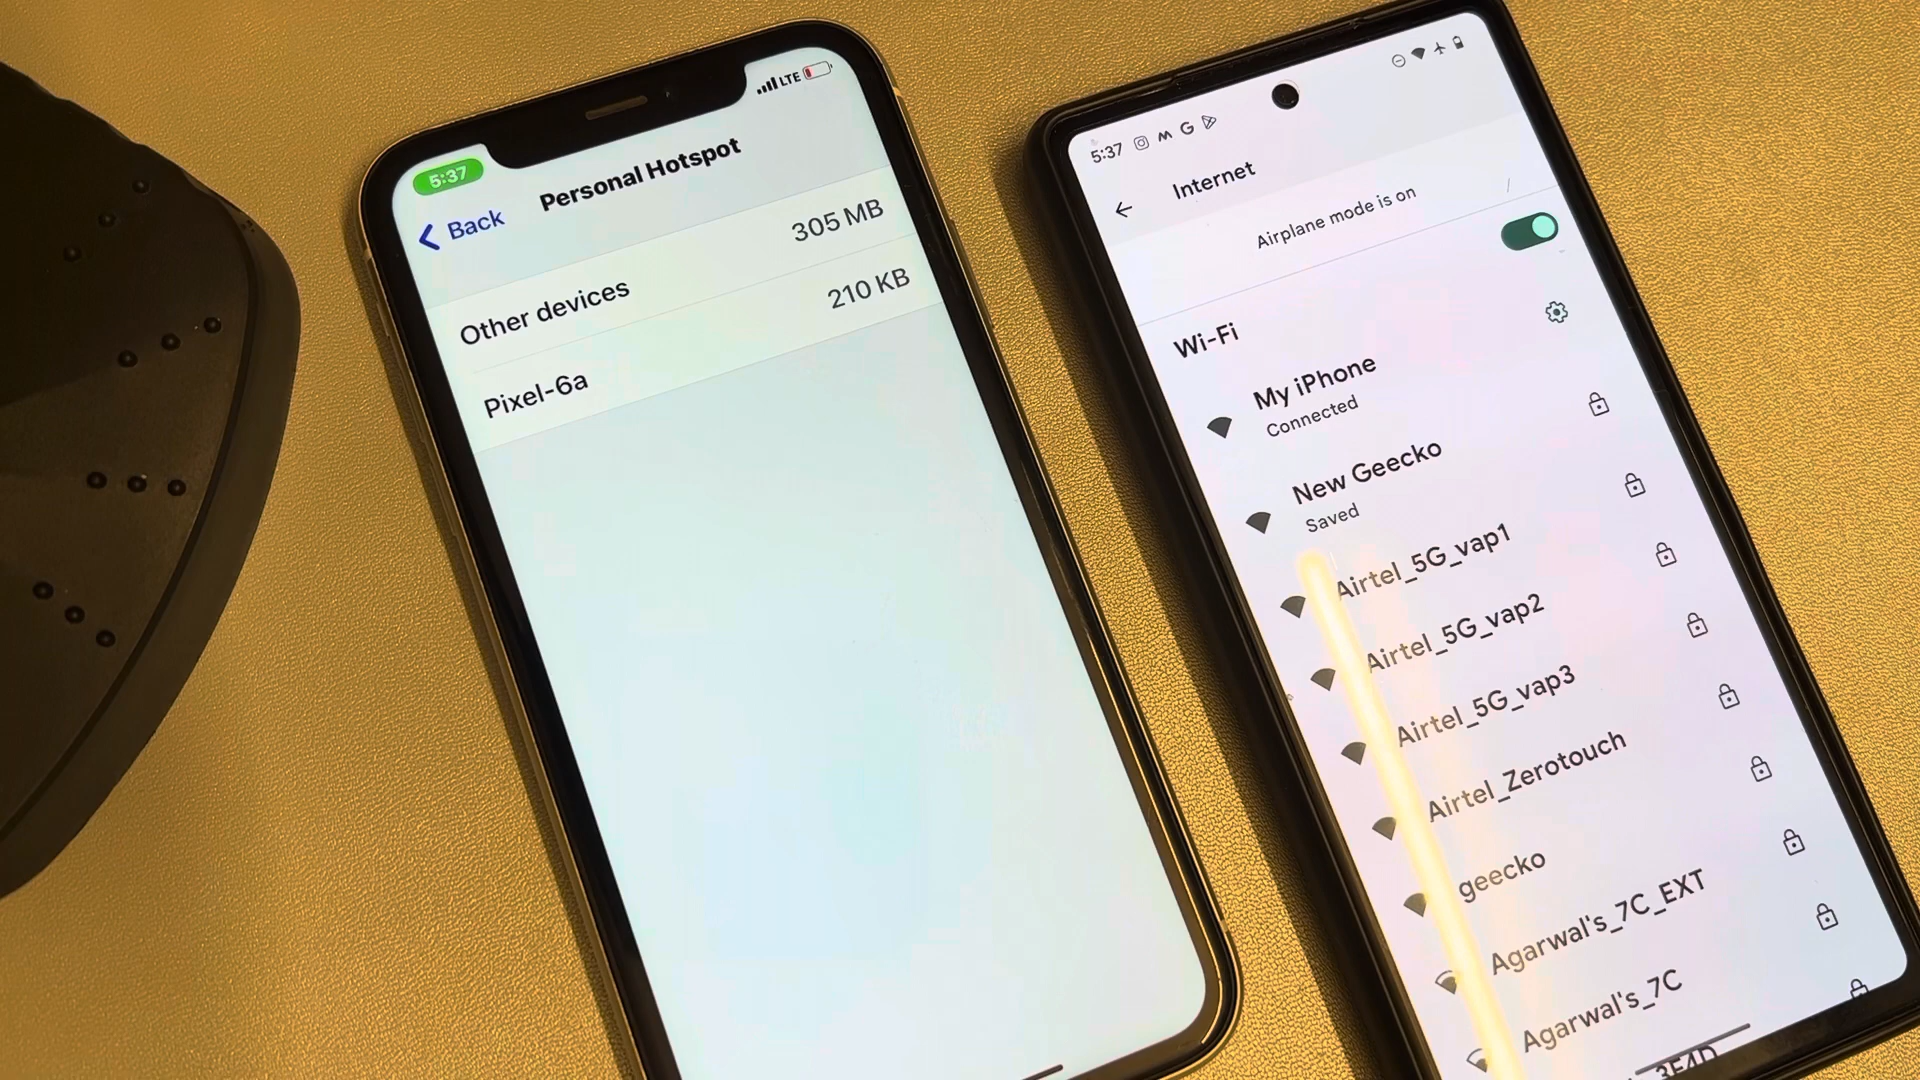 5:37 LTE
Back Personal Hotspot
Other devices 305 MB
Pixel-6a 210 KB
5:37 M G
Internet
Airplane mode is on
Wi-Fi
My iPhone
Connected
New Geecko
Saved
Airtel_5G_vap1
Airtel_5G_vap2
Airtel_5G_vap3
Airtel_Zerotouch
geecko
Agarwal's_7C_EXT
Agarwal's_7C